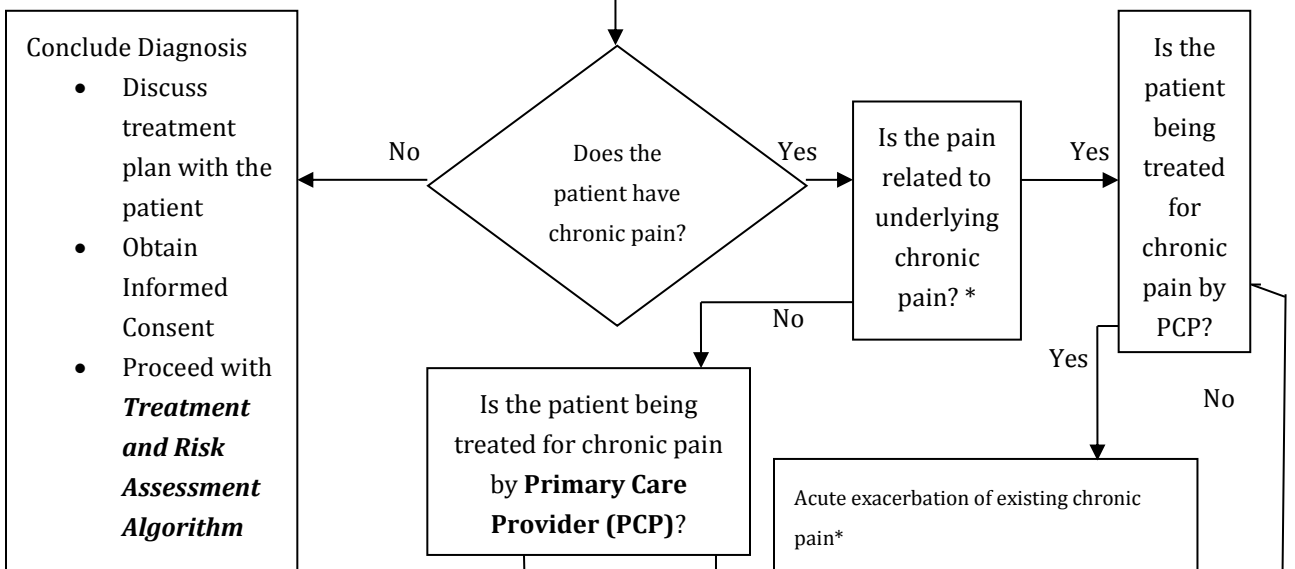 Conclude Diagnosis
• Discuss
treatment
plan with the
patient
• Obtain
Informed
Consent
• Proceed with
Treatment
and Risk
Assessment
Algorithm
No
Does the
patient have
chronic pain?
Yes
Is the pain
related to
underlying
chronic
pain? *
Yes
Is the
patient
being
treated
for
chronic
pain by
PCP?
No
Yes
No
Is the patient being
treated for chronic pain
by Primary Care
Provider (PCP)?
Acute exacerbation of existing chronic
pain*